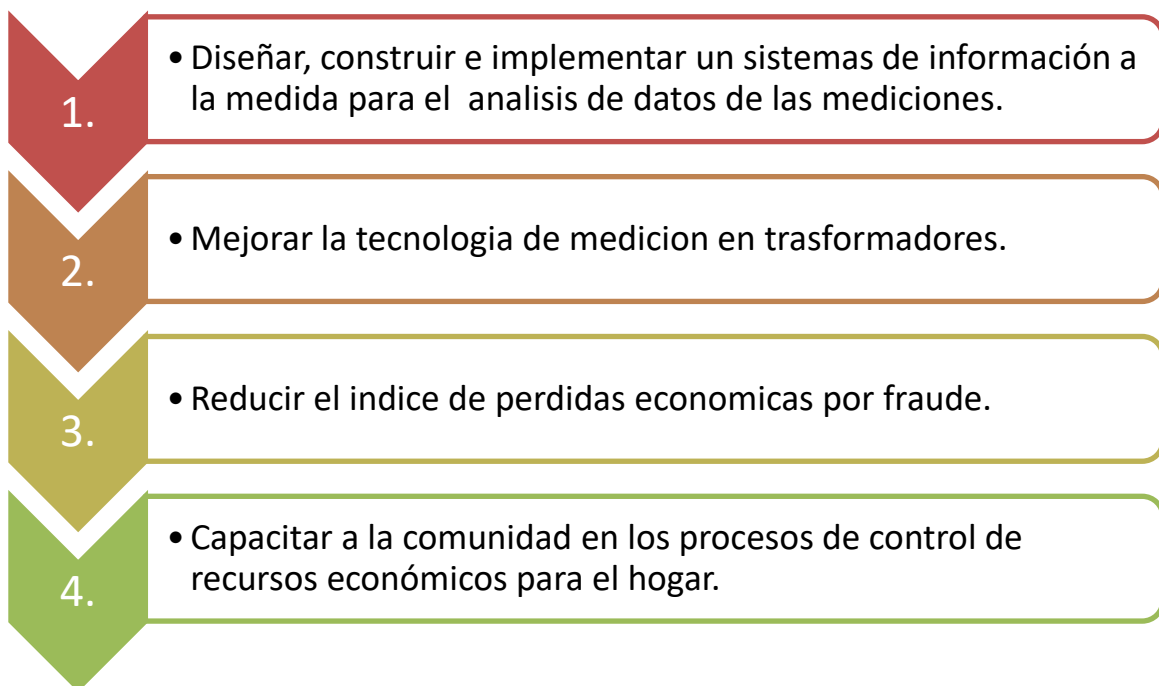 1.
• Diseñar, construir e implementar un sistemas de información a
la medida para el  analisis de datos de las mediciones.
2.
• Mejorar la tecnologia de medicion en trasformadores.
3.
• Reducir el indice de perdidas economicas por fraude.
4.
• Capacitar a la comunidad en los procesos de control de
recursos económicos para el hogar.